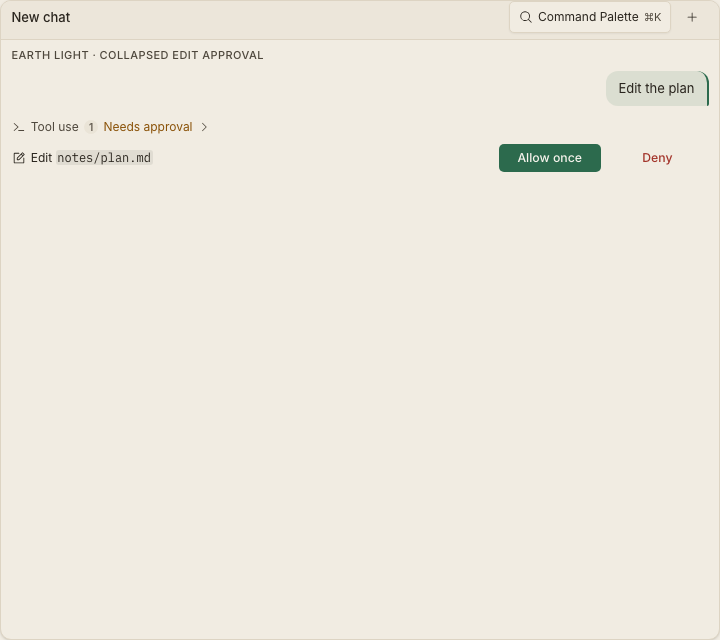 New chat
Command Palette ⌘K
EARTH LIGHT · COLLAPSED EDIT APPROVAL
Edit the plan
Tool use 1 Needs approval
Edit notes/plan.md
Allow once
Deny